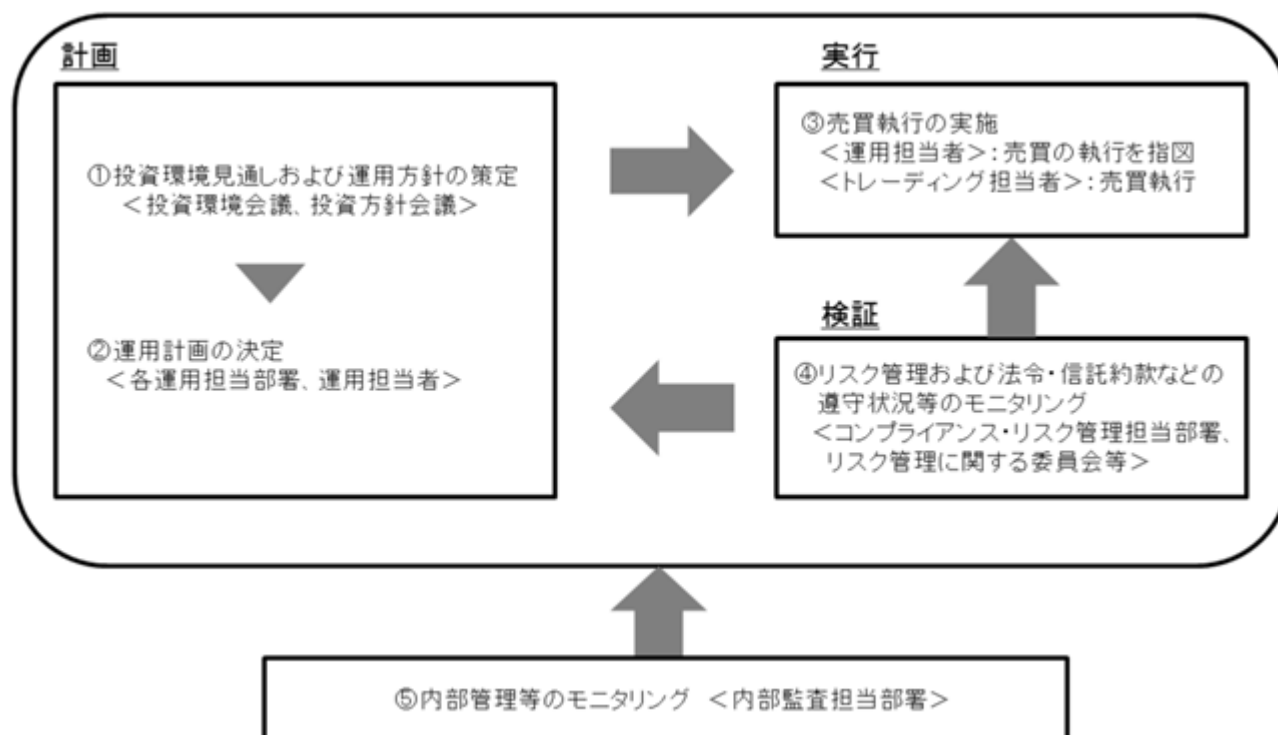 計画
①投資環境見通しおよび運用方針の策定
＜投資環境会議、投資方針会議＞
②運用計画の決定
＜各運用担当部署、運用担当者＞
実行
③売買執行の実施
＜運用担当者＞：売買の執行を指図
＜トレーディング担当者＞：売買執行
検証
④リスク管理および法令・信託約款などの
遵守状況等のモニタリング
＜コンプライアンス・リスク管理担当部署、
リスク管理に関する委員会等＞
⑤内部管理等のモニタリング ＜内部監査担当部署＞